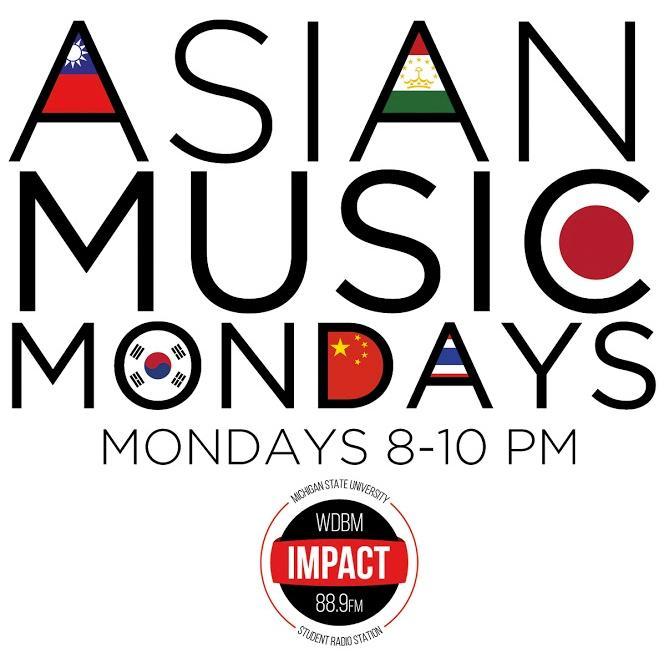 ASIAN
MUSIC
MONDAYS
MONDAYS 8-10 PM
MICHIGAN STATE UNIVERSITY
WDBM
IMPACT
88.9FM
STUDENT RADIO STATION